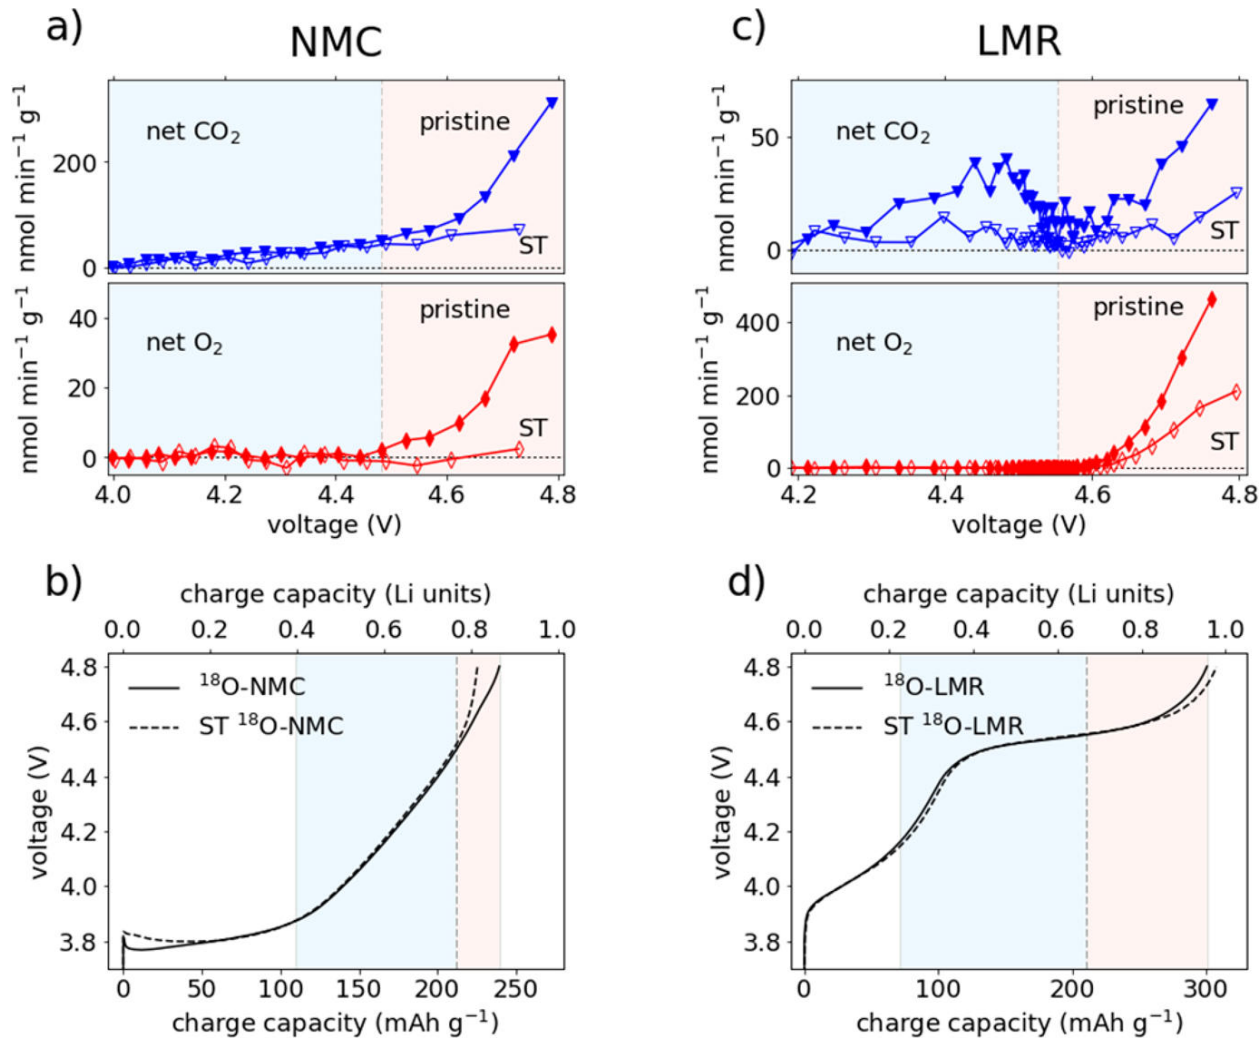 a)
NMC
net CO₂
pristine
ST
200
0
nmol min⁻¹ g⁻¹
net O₂
pristine
ST
40
20
0
nmol min⁻¹ g⁻¹
4.0 4.2 4.4 4.6 4.8
voltage (V)
c)
LMR
net CO₂
pristine
ST
50
0
nmol min⁻¹ g⁻¹
net O₂
pristine
ST
400
200
0
nmol min⁻¹ g⁻¹
4.2 4.4 4.6 4.8
voltage (V)
b)
charge capacity (Li units)
0.0 0.2 0.4 0.6 0.8 1.0
¹⁸O-NMC
ST ¹⁸O-NMC
4.8
4.6
4.4
4.2
4.0
3.8
voltage (V)
0 50 100 150 200 250
charge capacity (mAh g⁻¹)
d)
charge capacity (Li units)
0.0 0.2 0.4 0.6 0.8 1.0
¹⁸O-LMR
ST ¹⁸O-LMR
4.8
4.6
4.4
4.2
4.0
3.8
voltage (V)
0 100 200 300
charge capacity (mAh g⁻¹)